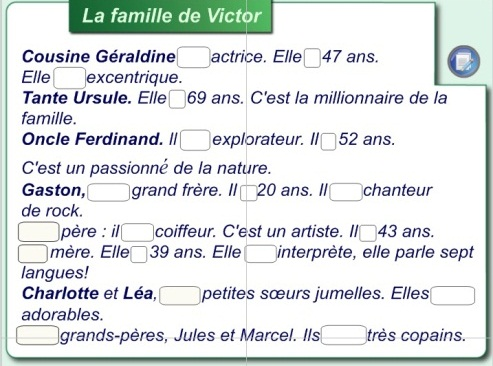 La famille de Victor
Cousine Géraldine actrice. Elle 47 ans.
Elle excentrique.
Tante Ursule. Elle 69 ans. C'est la millionnaire de la
famille.
Oncle Ferdinand. Il explorateur. Il 52 ans.
C'est un passionné de la nature.
Gaston, grand frère. Il 20 ans. Il chanteur
de rock.
père : il coiffeur. C'est un artiste. Il 43 ans.
mère. Elle 39 ans. Elle interprète, elle parle sept
langues!
Charlotte et Léa, petites sœurs jumelles. Elles
adorables.
grands-pères, Jules et Marcel. Ils très copains.